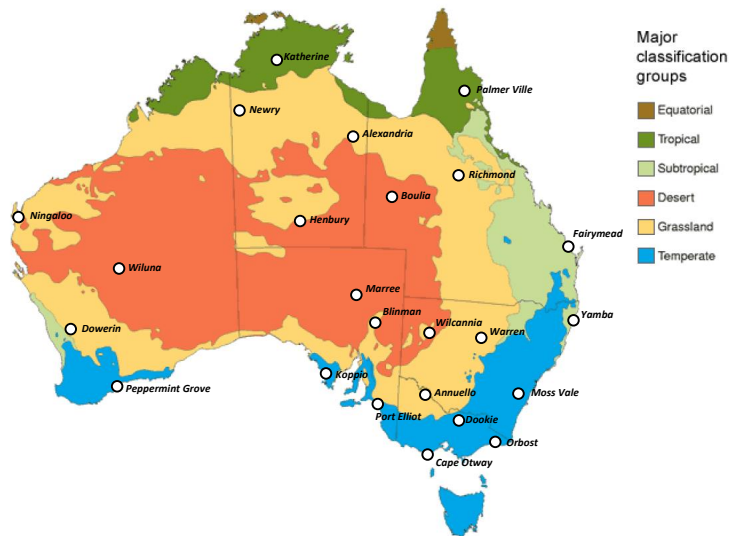 Major
classification
groups
Equatorial
Tropical
Subtropical
Desert
Grassland
Temperate
Katherine
Palmer Ville
Newry
Alexandria
Richmond
Boulia
Ningaloo
Henbury
Fairymead
Wiluna
Marree
Blinman
Wilcannia
Yamba
Dowerin
Warren
Koppio
Peppermint Grove
Annuello
Moss Vale
Port Elliot
Dookie
Orbost
Cape Otway